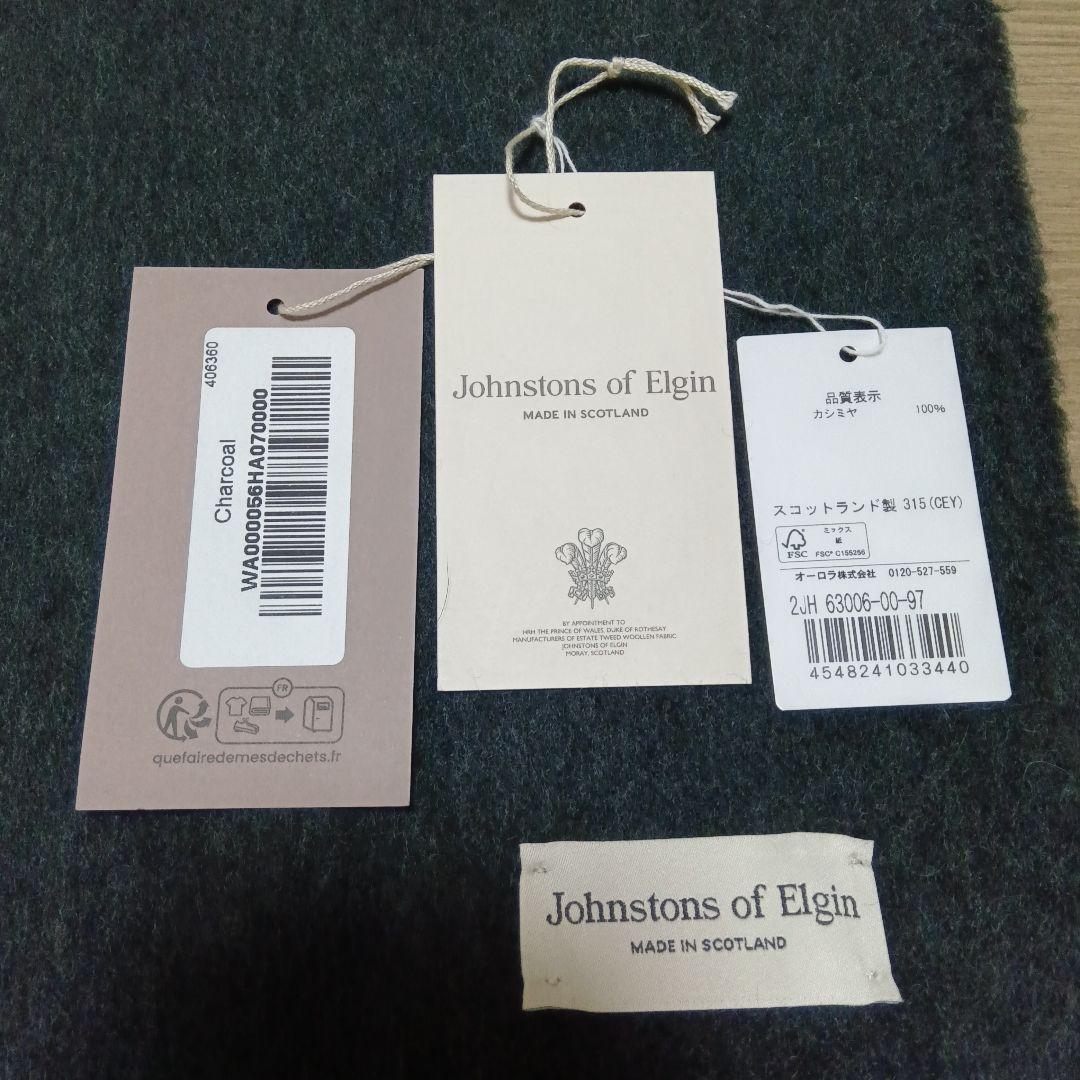 406360
Charcoal
WA000056HA070000
FR
quefairedemesdechets.fr
Johnstons of Elgin
MADE IN SCOTLAND
BY APPOINTMENT TO
HRH THE PRINCE OF WALES, DUKE OF ROTHESAY
MANUFACTURERS OF ESTATE TWEED WOOLLEN FABRIC
JOHNSTONS OF ELGIN
MORAY, SCOTLAND
品質表示
カシミヤ 100%
スコットランド製 315(CEY)
ミックス
紙
FSC
FSC® C155256
オーロラ株式会社 0120-527-559
2JH 63006-00-97
4548241033440
Johnstons of Elgin
MADE IN SCOTLAND